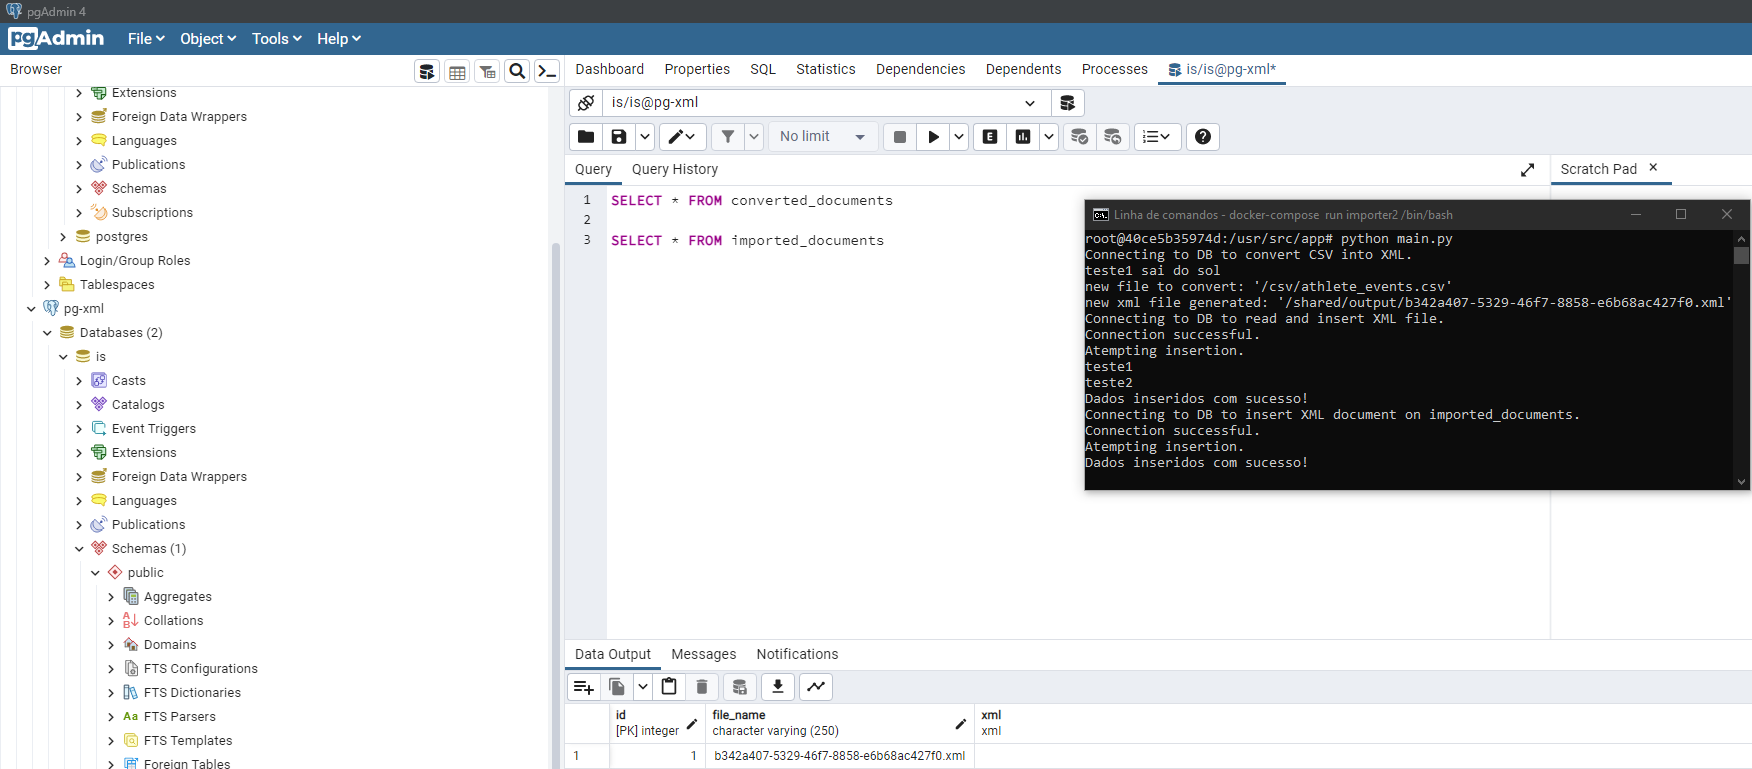 pgAdmin 4
pgAdmin File Object Tools Help
Browser
Extensions
Foreign Data Wrappers
Languages
Publications
Schemas
Subscriptions
postgres
Login/Group Roles
Tablespaces
pg-xml
Databases (2)
is
Casts
Catalogs
Event Triggers
Extensions
Foreign Data Wrappers
Languages
Publications
Schemas (1)
public
Aggregates
Collations
Domains
FTS Configurations
FTS Dictionaries
FTS Parsers
FTS Templates
Foreign Tables
Dashboard Properties SQL Statistics Dependencies Dependents Processes is/is@pg-xml*
is/is@pg-xml
No limit
Query Query History
Scratch Pad
1 SELECT * FROM converted_documents
2
3 SELECT * FROM imported_documents
Linha de comandos - docker-compose run importer2 /bin/bash
root@40ce5b35974d:/usr/src/app# python main.py
Connecting to DB to convert CSV into XML.
teste1 sai do sol
new file to convert: '/csv/athlete_events.csv'
new xml file generated: '/shared/output/b342a407-5329-46f7-8858-e6b68ac427f0.xml'
Connecting to DB to read and insert XML file.
Connection successful.
Atempting insertion.
teste1
teste2
Dados inseridos com sucesso!
Connecting to DB to insert XML document on imported_documents.
Connection successful.
Atempting insertion.
Dados inseridos com sucesso!
Data Output Messages Notifications
id file_name xml
[PK] integer character varying (250) xml
1 1 b342a407-5329-46f7-8858-e6b68ac427f0.xml